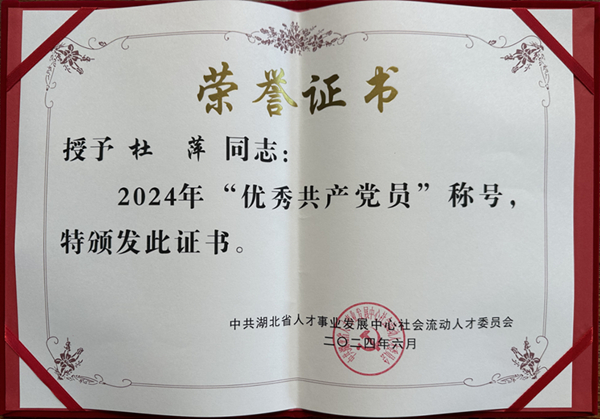 荣誉证书
授予杜 萍同志：
2024年“优秀共产党员”称号，
特颁发此证书。
中共湖北省人才事业发展中心社会流动人才委员会
二〇二四年六月